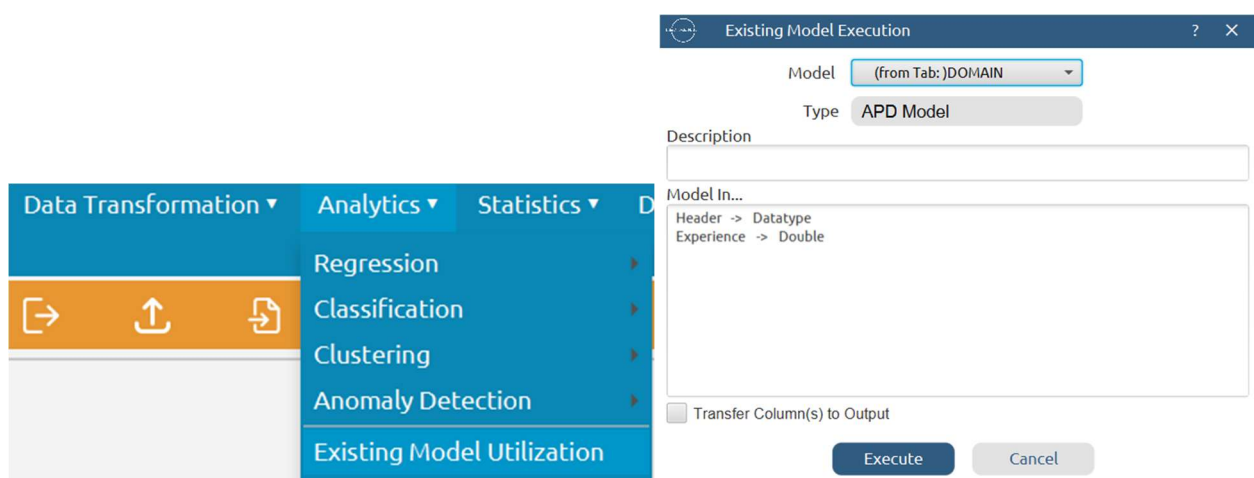 Data Transformation ▾ Analytics ▾ Statistics ▾ D
Regression
Classification
Clustering
Anomaly Detection
Existing Model Utilization
Existing Model Execution ? ✕
Model (from Tab: )DOMAIN
Type APD Model
Description
Model In...
Header -> Datatype
Experience -> Double
Transfer Column(s) to Output
Execute Cancel